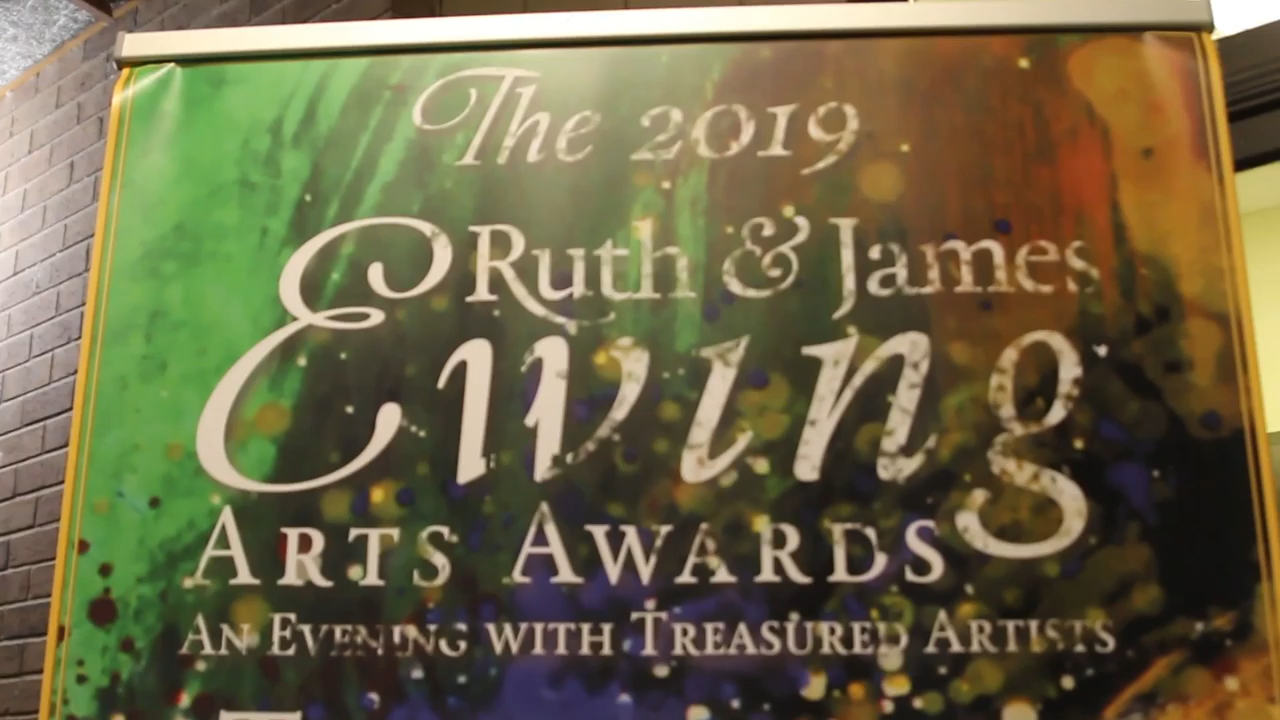 The 2019
Ruth & James
Ewing
ARTS AWARDS
AN EVENING WITH TREASURED ARTISTS